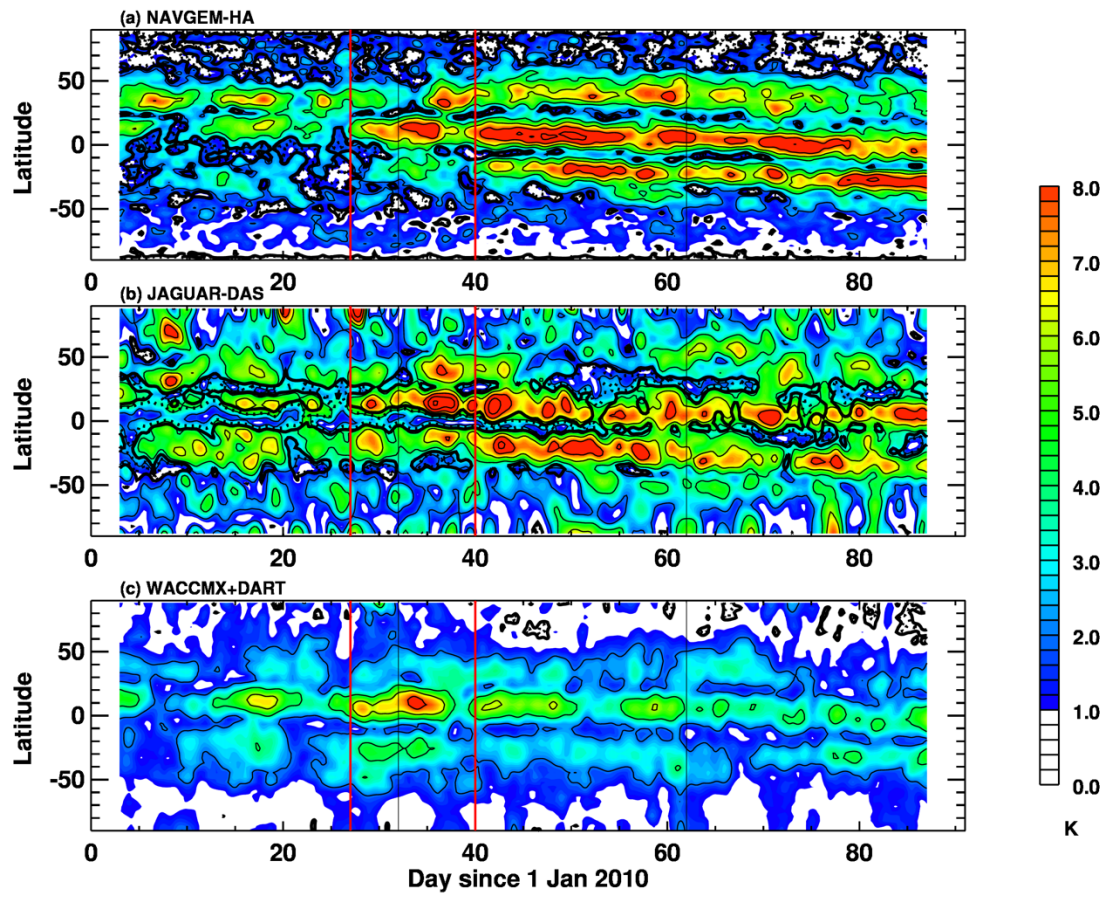 (a) NAVGEM-HA
Latitude
50
0
-50
0 20 40 60 80
(b) JAGUAR-DAS
Latitude
50
0
-50
0 20 40 60 80
(c) WACCMX+DART
Latitude
50
0
-50
0 20 40 60 80
Day since 1 Jan 2010
8.0
7.0
6.0
5.0
4.0
3.0
2.0
1.0
0.0
K